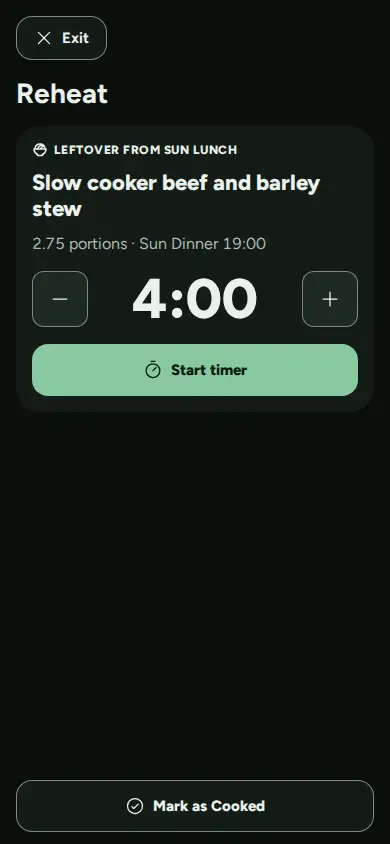 Exit
Reheat
LEFTOVER FROM SUN LUNCH
Slow cooker beef and barley
stew
2.75 portions · Sun Dinner 19:00
4:00
Start timer
Mark as Cooked